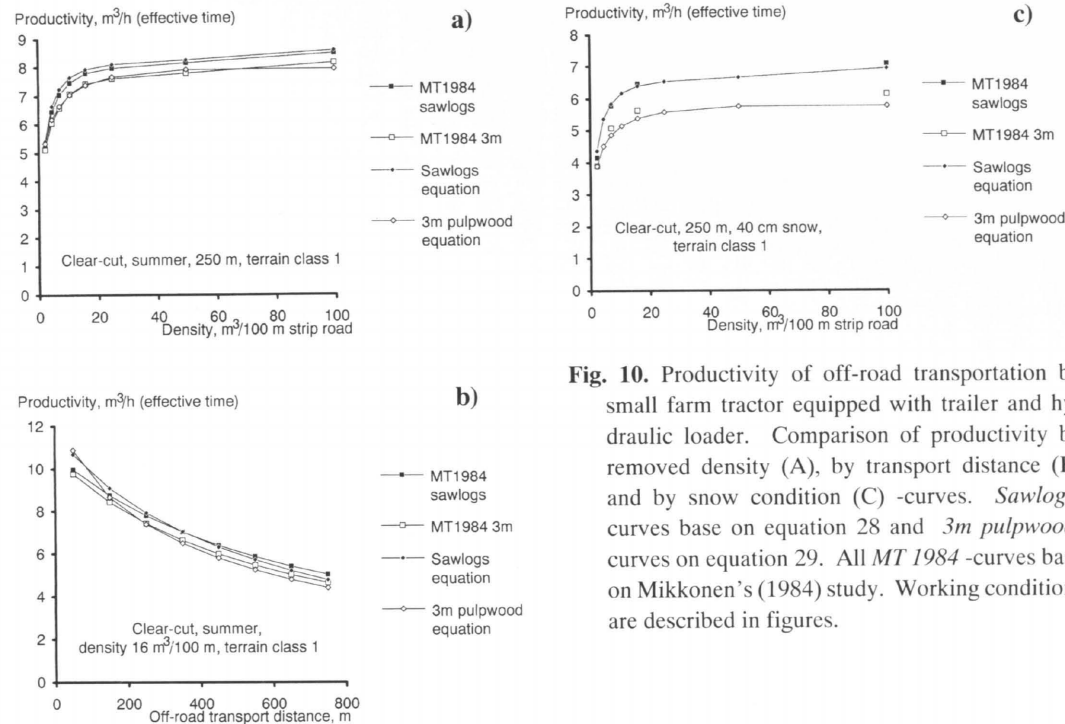 Productivity, m³/h (effective time)
a)
9
8
7
6
5
4
3
2
1
0
0 20 40 60 80 100
Clear-cut, summer, 250 m, terrain class 1
Density, m³/100 m strip road
MT1984
sawlogs
MT1984 3m
Sawlogs
equation
3m pulpwood
equation
Productivity, m³/h (effective time)
b)
12
10
8
6
4
2
0
0 200 400 600 800
Clear-cut, summer,
density 16 m³/100 m, terrain class 1
Off-road transport distance, m
MT1984
sawlogs
MT1984 3m
Sawlogs
equation
3m pulpwood
equation
Productivity, m³/h (effective time)
c)
8
7
6
5
4
3
2
1
0
0 20 40 60 80 100
Clear-cut, 250 m, 40 cm snow,
terrain class 1
Density, m³/100 m strip road
MT1984
sawlogs
MT1984 3m
Sawlogs
equation
3m pulpwood
equation
Fig. 10. Productivity of off-road transportation b
small farm tractor equipped with trailer and hy
draulic loader. Comparison of productivity b
removed density (A), by transport distance (
and by snow condition (C) -curves. Sawlog
curves base on equation 28 and 3m pulpwoo
curves on equation 29. All MT 1984 -curves ba
on Mikkonen's (1984) study. Working condition
are described in figures.